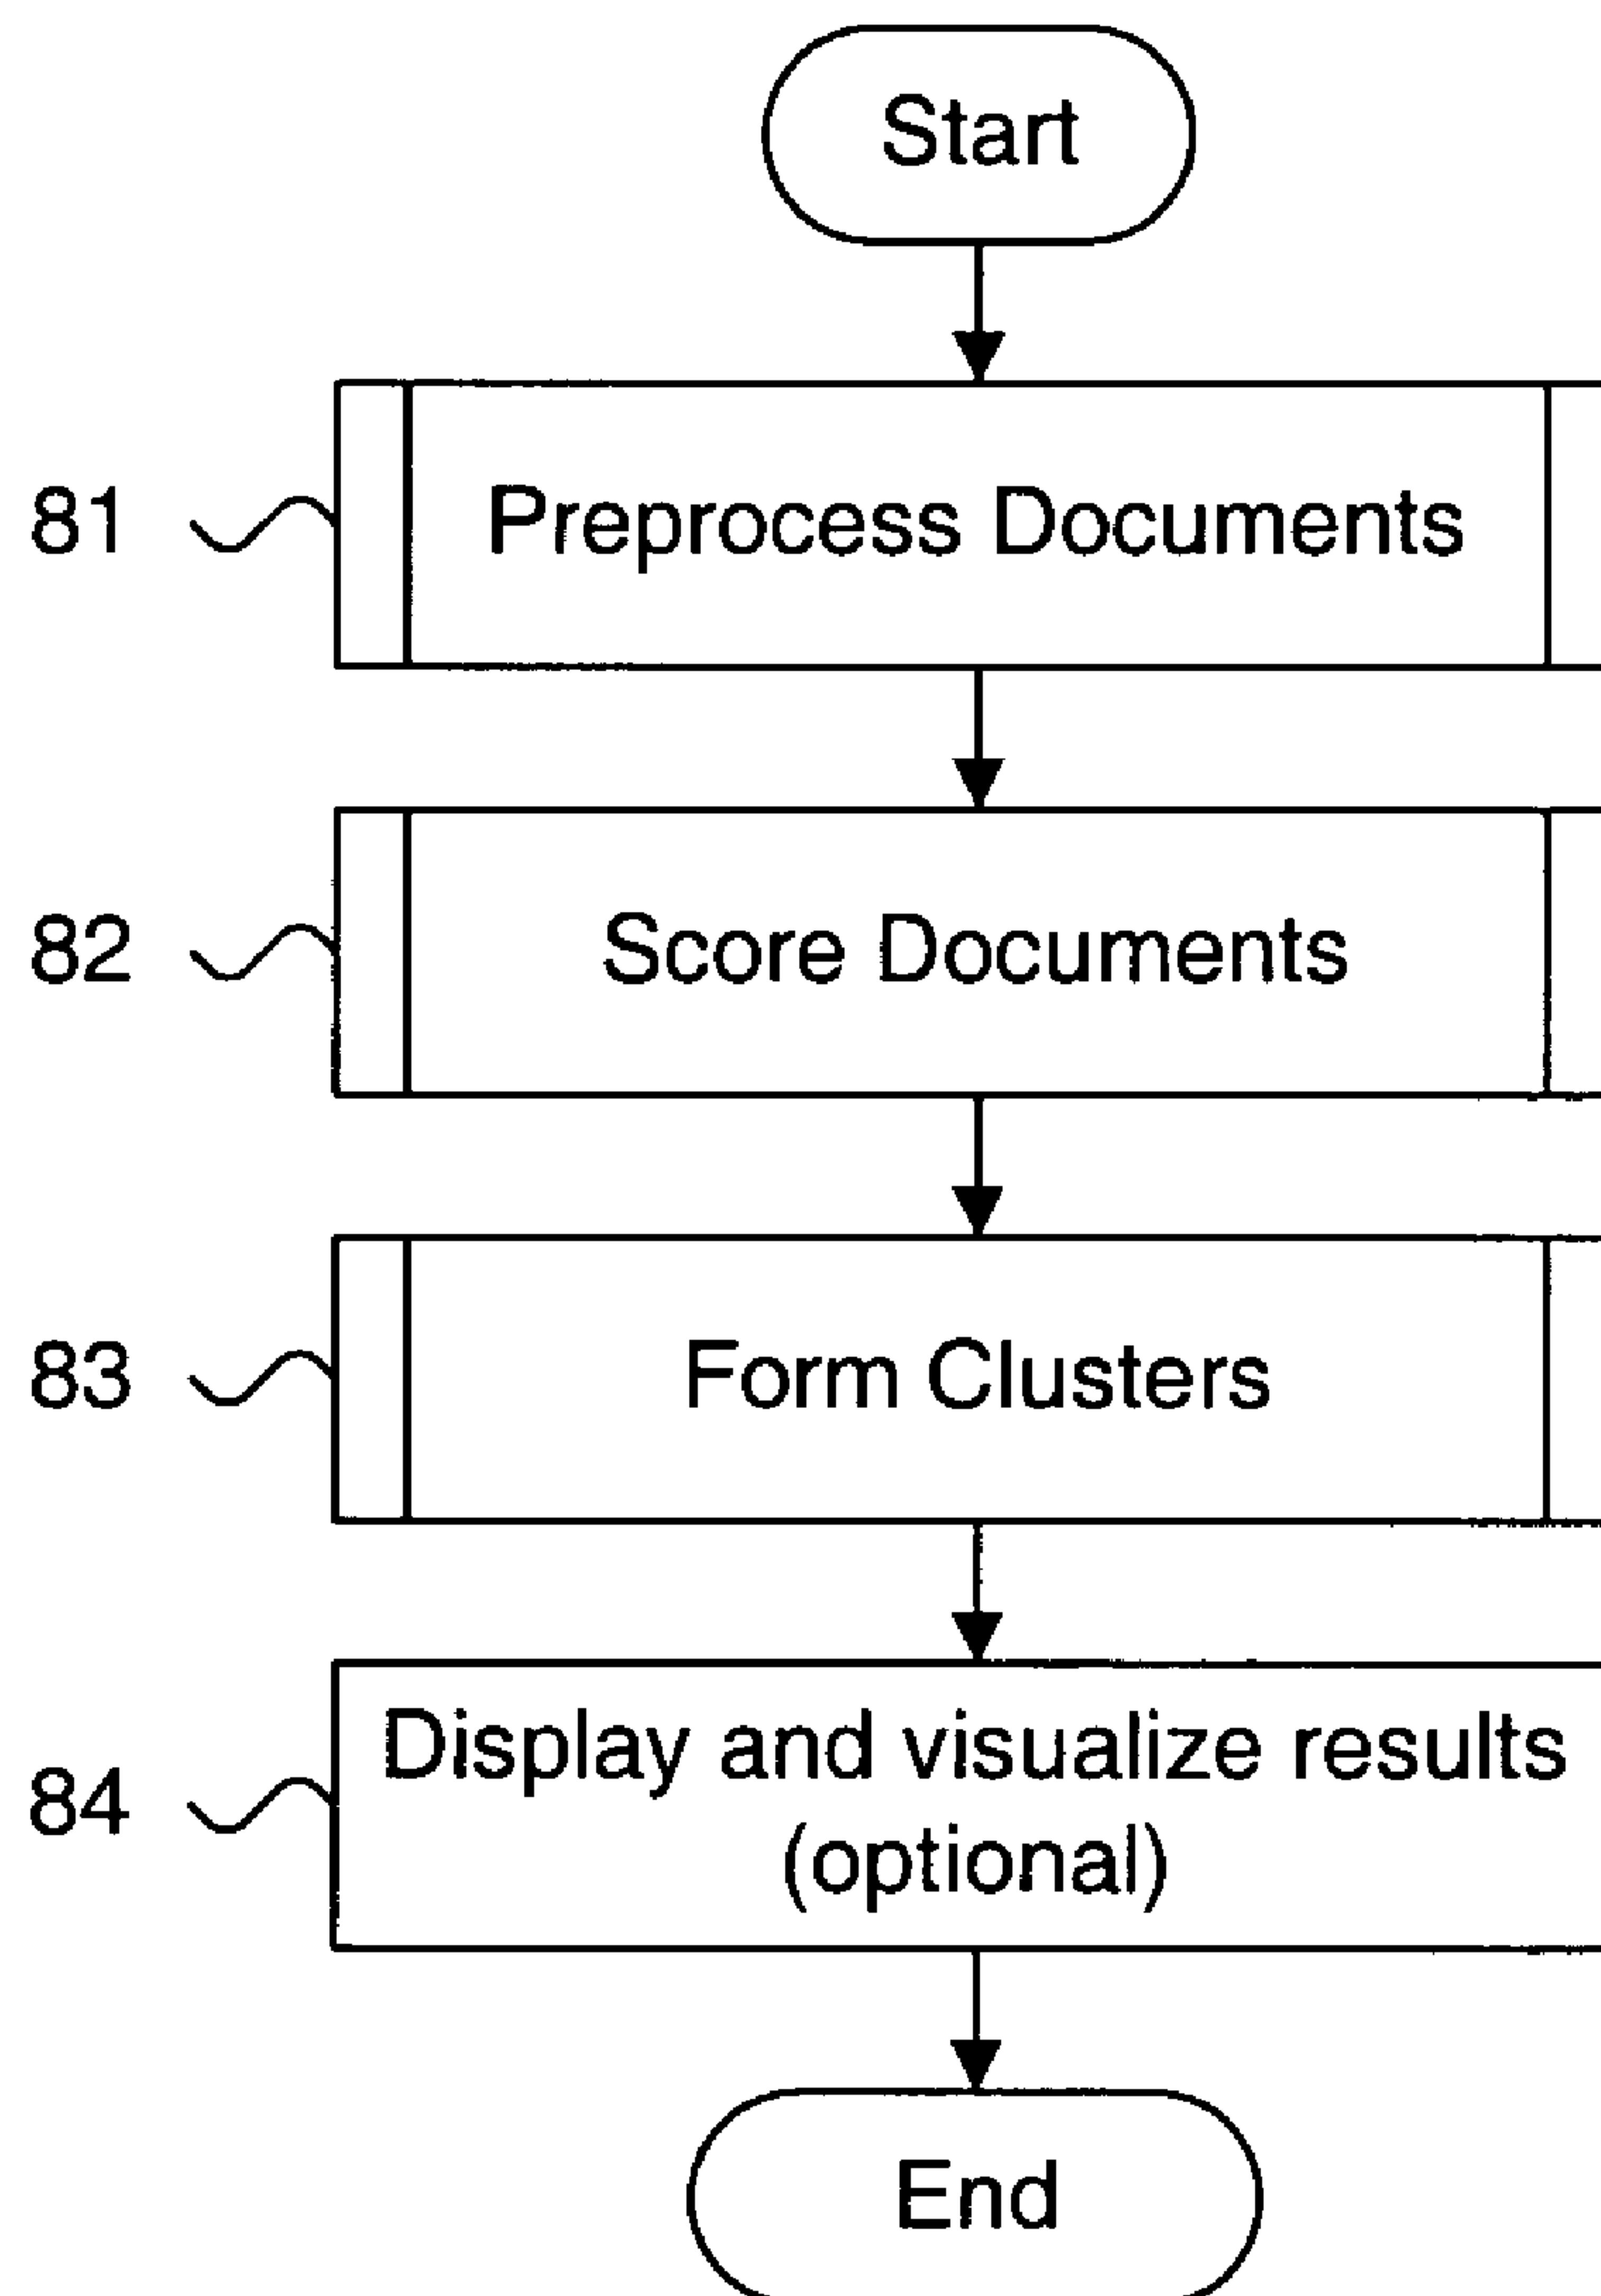 Start
81
Preprocess Documents
82
Score Documents
83
Form Clusters
84
Display and visualize results
(optional)
End